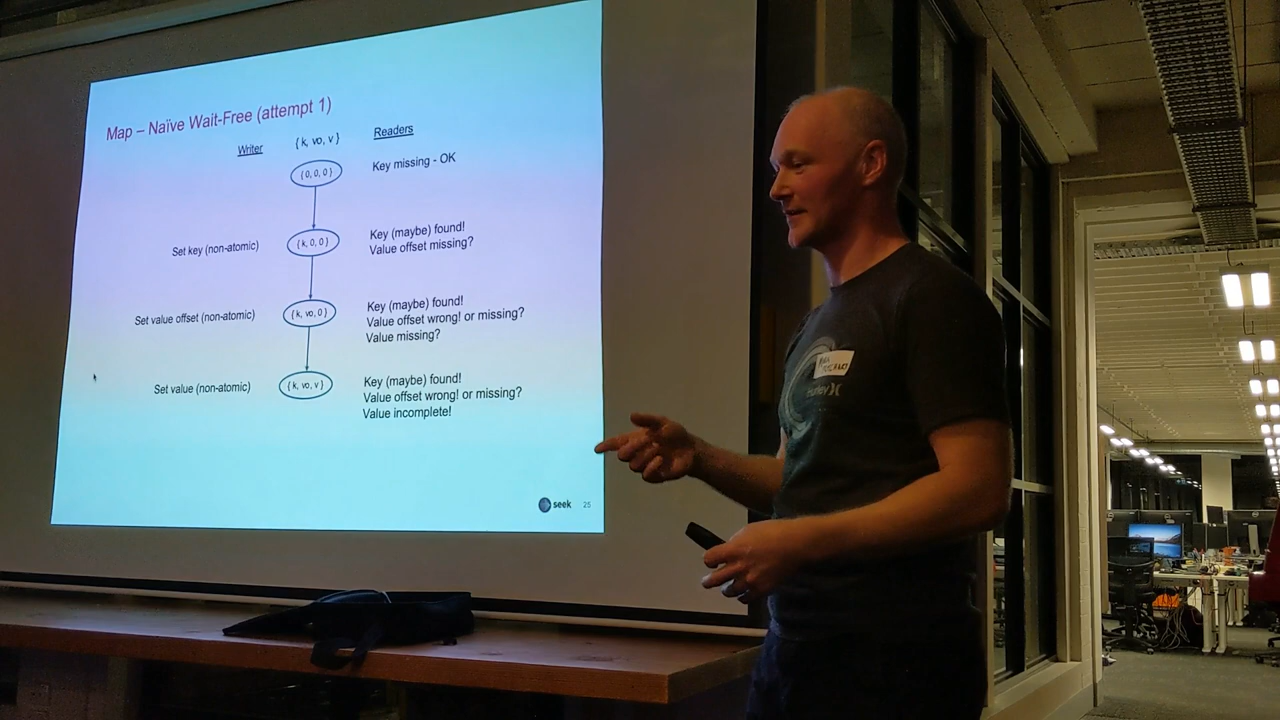 Map – Naïve Wait-Free (attempt 1)
Writer { k, vo, v } Readers
{ 0, 0, 0 } Key missing - OK
Set key (non-atomic) { k, 0, 0 } Key (maybe) found!
Value offset missing?
Set value offset (non-atomic) { k, vo, 0 } Key (maybe) found!
Value offset wrong! or missing?
Value missing?
Set value (non-atomic) { k, vo, v } Key (maybe) found!
Value offset wrong! or missing?
Value incomplete!
seek 25
Hurley